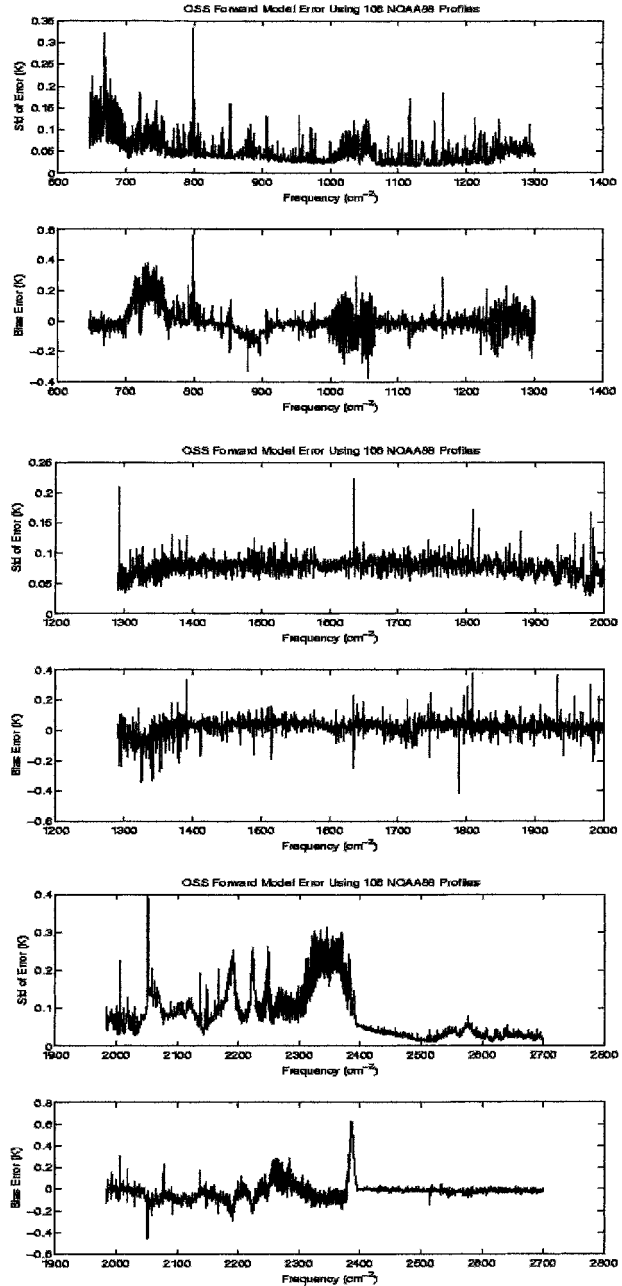 OSS Forward Model Error Using 106 NOAA88 Profiles
Std of Error (K)
0.35
0.3
0.25
0.2
0.15
0.1
0.05
0
600 700 800 900 1000 1100 1200 1300 1400
Frequency (cm⁻²)
Bias Error (K)
0.6
0.4
0.2
0
−0.2
−0.4
600 700 800 900 1000 1100 1200 1300 1400
Frequency (cm⁻²)
OSS Forward Model Error Using 106 NOAA88 Profiles
Std of Error (K)
0.25
0.2
0.15
0.1
0.05
0
1200 1300 1400 1500 1600 1700 1800 1900 2000
Frequency (cm⁻²)
Bias Error (K)
0.4
0.2
0
−0.2
−0.4
−0.6
1200 1300 1400 1500 1600 1700 1800 1900 2000
Frequency (cm⁻²)
OSS Forward Model Error Using 106 NOAA88 Profiles
Std of Error (K)
0.4
0.3
0.2
0.1
0
1900 2000 2100 2200 2300 2400 2500 2600 2700 2800
Frequency (cm⁻²)
Bias Error (K)
0.8
0.6
0.4
0.2
0
−0.2
−0.4
−0.6
1900 2000 2100 2200 2300 2400 2500 2600 2700 2800
Frequency (cm⁻²)